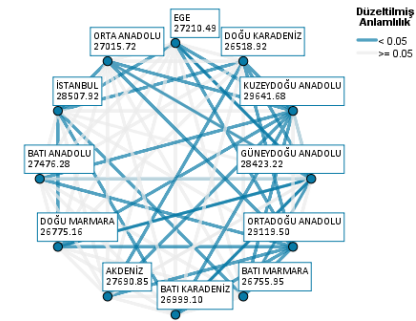 EGE
27210.49
ORTA ANADOLU
27015.72
DOĞU KARADENİZ
26518.92
İSTANBUL
28507.92
KUZEYDOĞU ANADOLU
29641.68
BATI ANADOLU
27476.28
GÜNEYDOĞU ANADOLU
28423.22
DOĞU MARMARA
26775.16
ORTADOĞU ANADOLU
29119.50
AKDENİZ
27690.85
BATI KARADENİZ
26999.10
BATI MARMARA
26755.95
Düzeltilmiş
Anlamlılık
< 0.05
>= 0.05